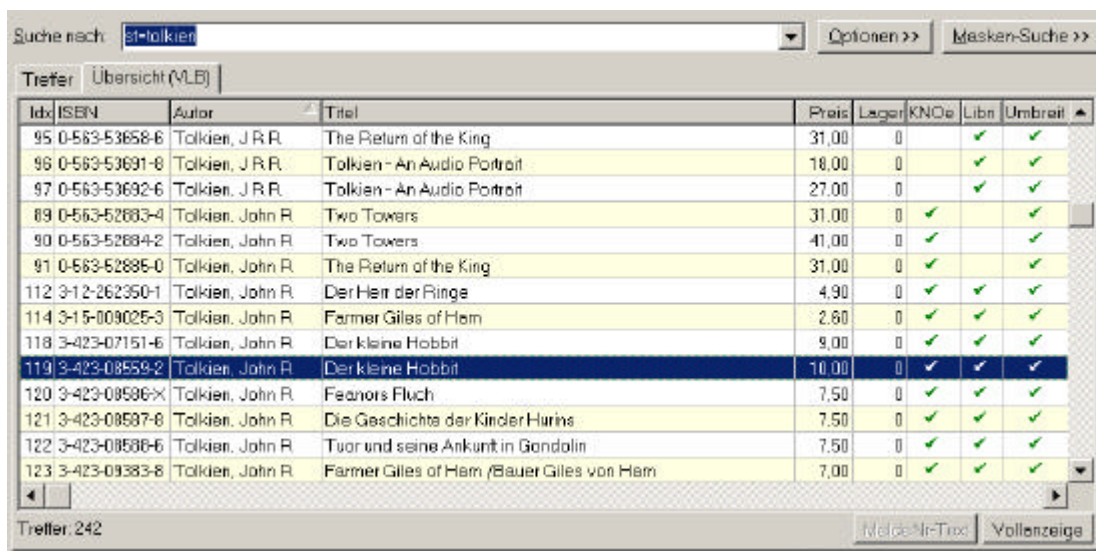 Suche nach: st=tolkien Optionen >> Masken-Suche >>
Treffer Übersicht (VLB)
Idx ISBN Autor Titel Preis Lager KNOe Libri Umbreit
95 0-563-53658-6 Tolkien, J R R The Return of the King 31,00 0 ✔ ✔
96 0-563-53691-8 Tolkien, J R R Tolkien - An Audio Portrait 18,00 0 ✔ ✔
97 0-563-53692-6 Tolkien, J R R Tolkien - An Audio Portrait 27,00 0 ✔ ✔
89 0-563-52883-4 Tolkien, John R Two Towers 31,00 0 ✔ ✔
90 0-563-52884-2 Tolkien, John R Two Towers 41,00 0 ✔ ✔
91 0-563-52885-0 Tolkien, John R The Return of the King 31,00 0 ✔ ✔
112 3-12-262350-1 Tolkien, John R Der Herr der Ringe 4,90 0 ✔ ✔ ✔
114 3-15-009025-3 Tolkien, John R Farmer Giles of Ham 2,60 0 ✔ ✔ ✔
118 3-423-07151-6 Tolkien, John R Der kleine Hobbit 9,00 0 ✔ ✔ ✔
119 3-423-08559-2 Tolkien, John R Der kleine Hobbit 10,00 0 ✔ ✔ ✔
120 3-423-08586-X Tolkien, John R Feanors Fluch 7,50 0 ✔ ✔ ✔
121 3-423-08587-8 Tolkien, John R Die Geschichte der Kinder Hurins 7,50 0 ✔ ✔ ✔
122 3-423-08588-6 Tolkien, John R Tuor und seine Ankunft in Gondolin 7,50 0 ✔ ✔ ✔
123 3-423-09383-8 Tolkien, John R Farmer Giles of Ham /Bauer Giles von Ham 7,00 0 ✔ ✔ ✔
Treffer: 242 Vollanzeige